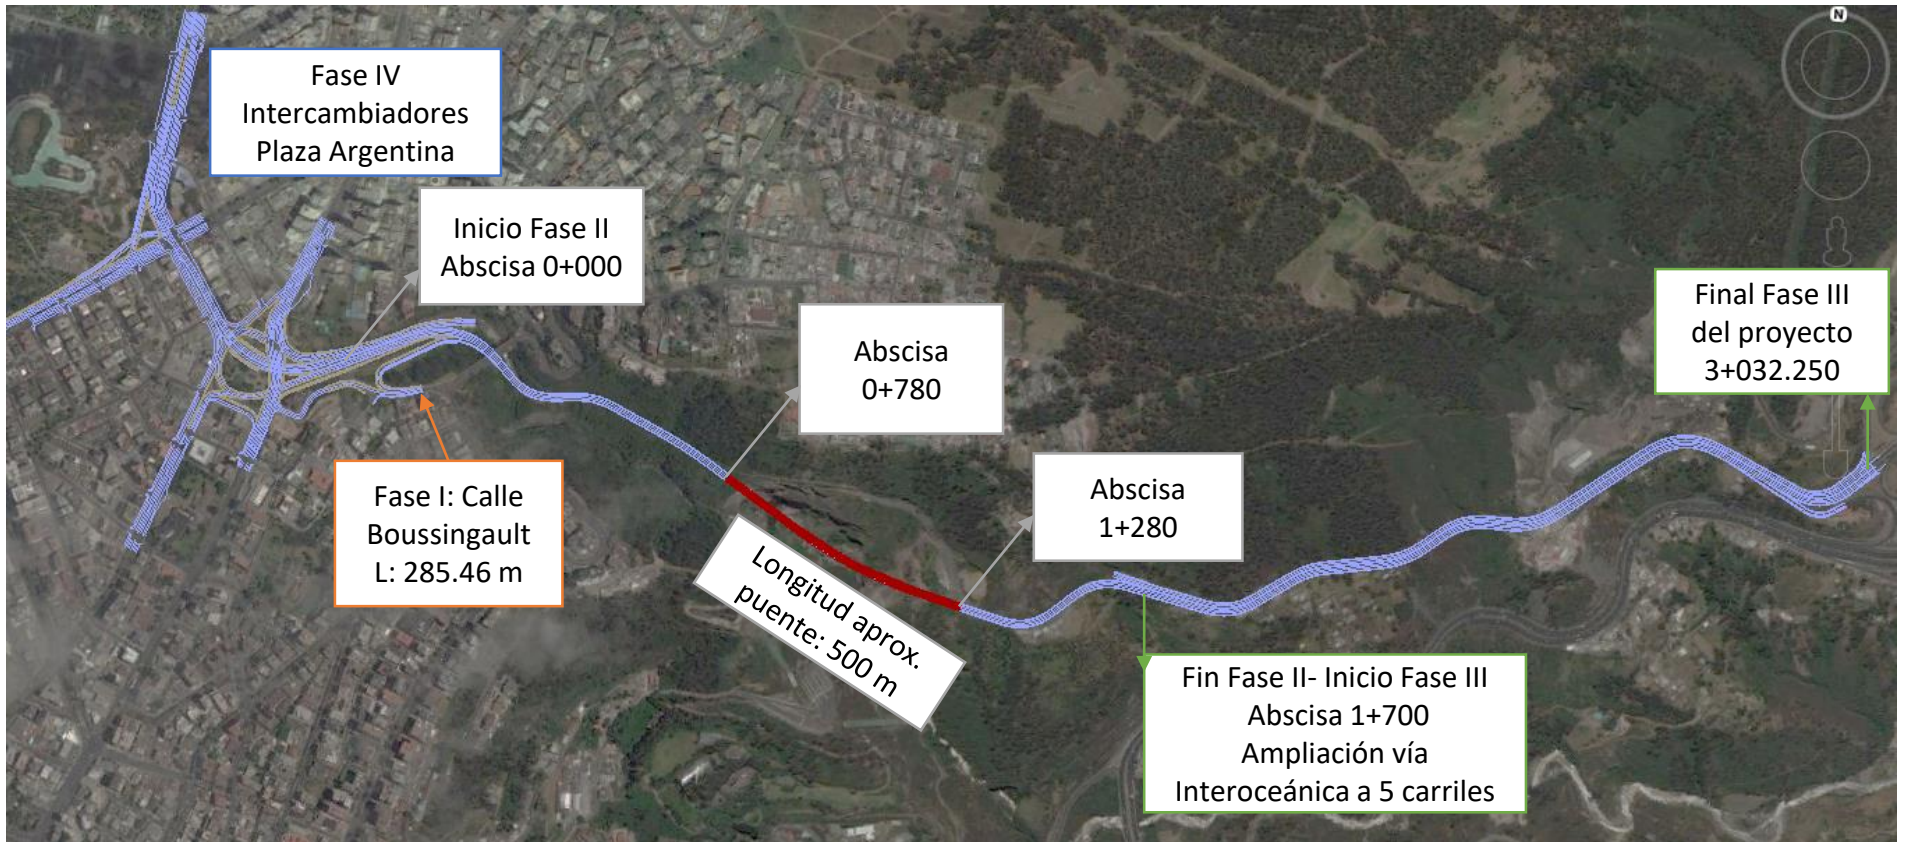 N
Fase IV
Intercambiadores
Plaza Argentina
Inicio Fase II
Abscisa 0+000
Abscisa
0+780
Final Fase III
del proyecto
3+032.250
Fase I: Calle
Boussingault
L: 285.46 m
Abscisa
1+280
Longitud aprox.
puente: 500 m
Fin Fase II- Inicio Fase III
Abscisa 1+700
Ampliación vía
Interoceánica a 5 carriles